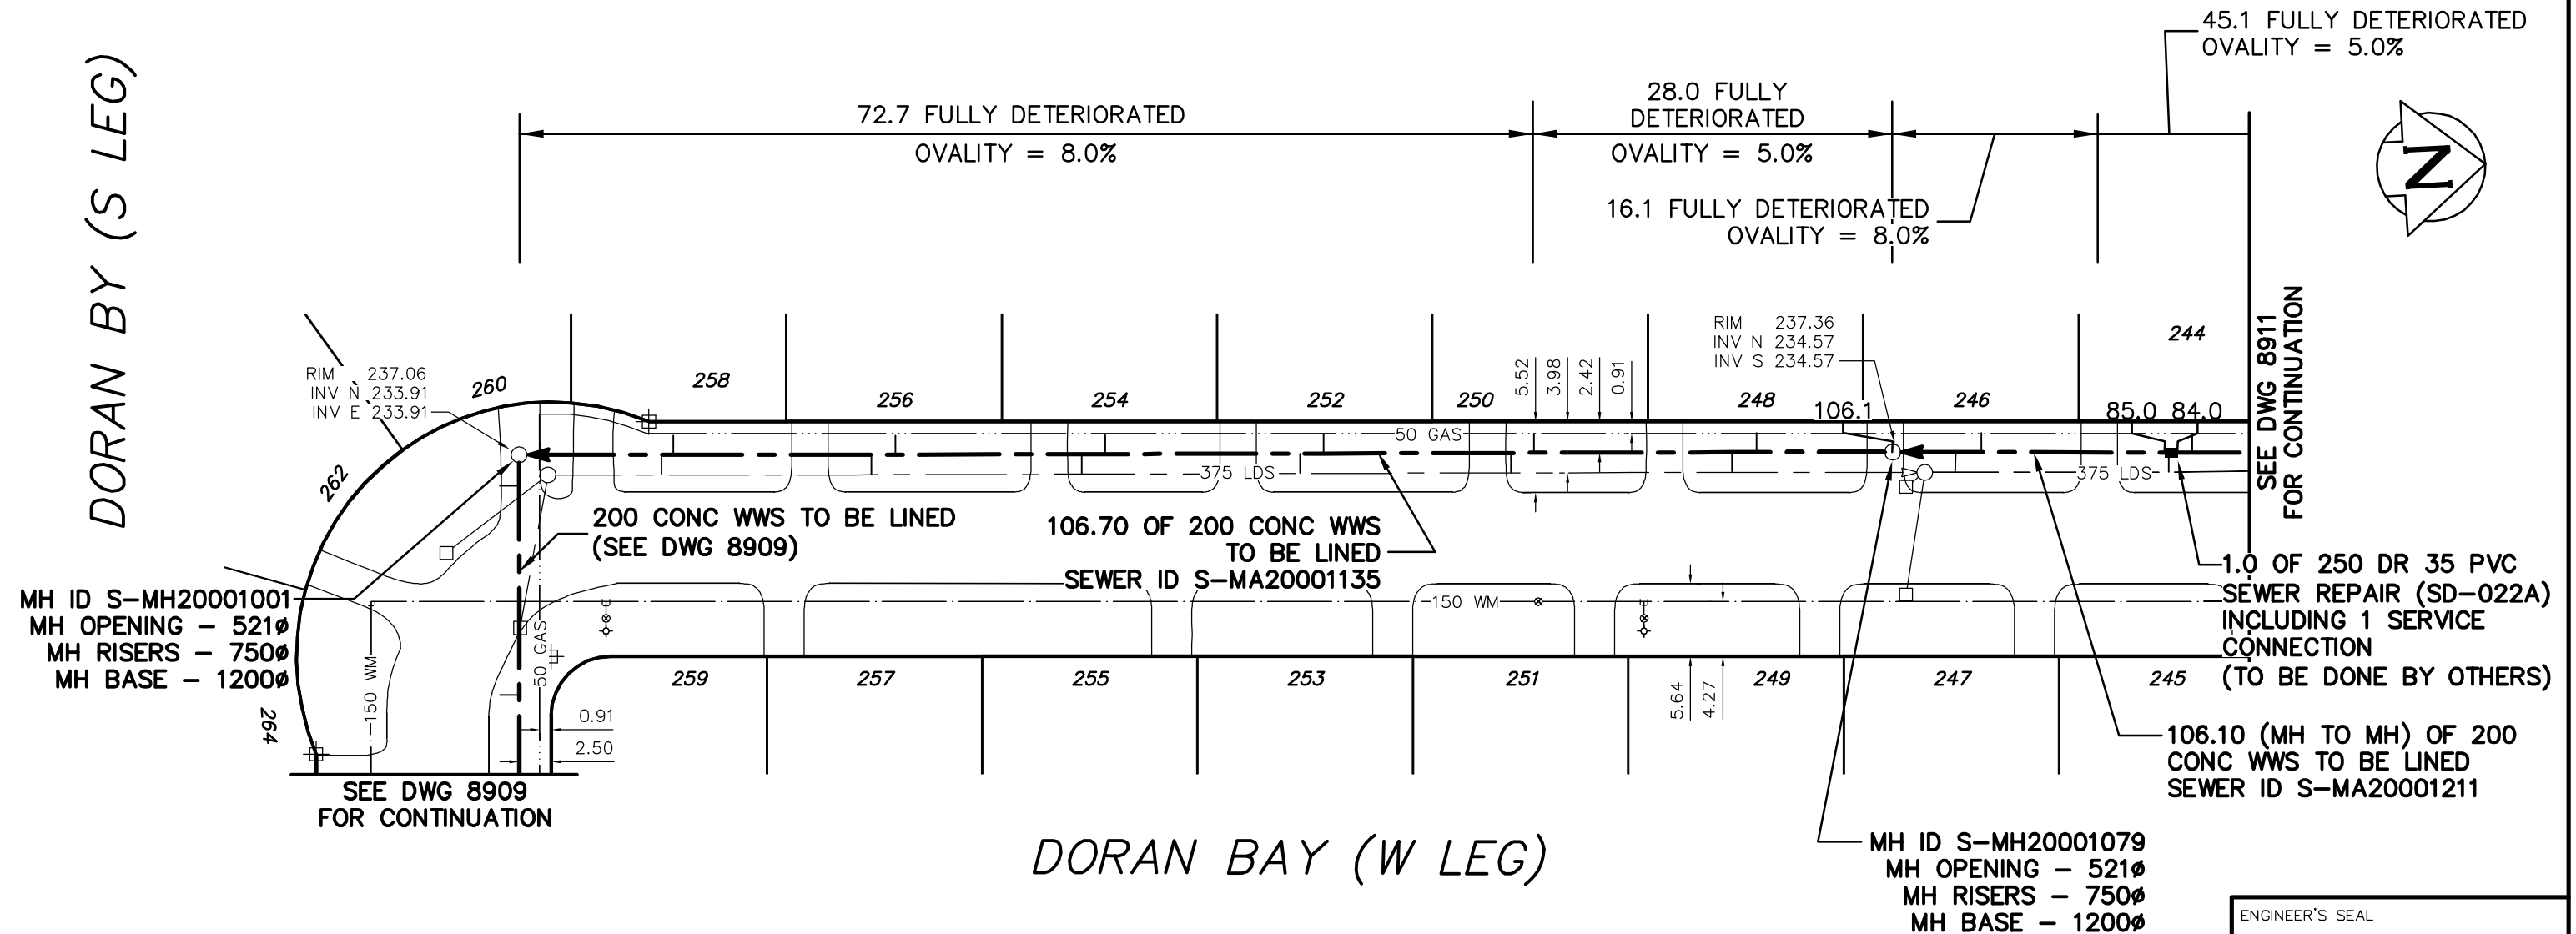 45.1 FULLY DETERIORATED
OVALITY = 5.0%
72.7 FULLY DETERIORATED
OVALITY = 8.0%
28.0 FULLY
DETERIORATED
OVALITY = 5.0%
16.1 FULLY DETERIORATED
OVALITY = 8.0%
N
DORAN BY (S LEG)
RIM 237.06
INV N 233.91
INV E 233.91
RIM 237.36
INV N 234.57
INV S 234.57
260
258
256
254
252
250
248
246
244
5.52
3.98
2.42
0.91
106.1
85.0 84.0
SEE DWG 8911
FOR CONTINUATION
50 GAS
375 LDS
375 LDS
262
200 CONC WWS TO BE LINED
(SEE DWG 8909)
106.70 OF 200 CONC WWS
TO BE LINED
SEWER ID S-MA20001135
1.0 OF 250 DR 35 PVC
SEWER REPAIR (SD-022A)
INCLUDING 1 SERVICE
CONNECTION
(TO BE DONE BY OTHERS)
MH ID S-MH20001001
MH OPENING - 521ø
MH RISERS - 750ø
MH BASE - 1200ø
150 WM
150 WM
50 GAS
264
259
257
255
253
251
249
247
245
5.64
4.27
0.91
2.50
106.10 (MH TO MH) OF 200
CONC WWS TO BE LINED
SEWER ID S-MA20001211
SEE DWG 8909
FOR CONTINUATION
DORAN BAY (W LEG)
MH ID S-MH20001079
MH OPENING - 521ø
MH RISERS - 750ø
MH BASE - 1200ø
ENGINEER'S SEAL